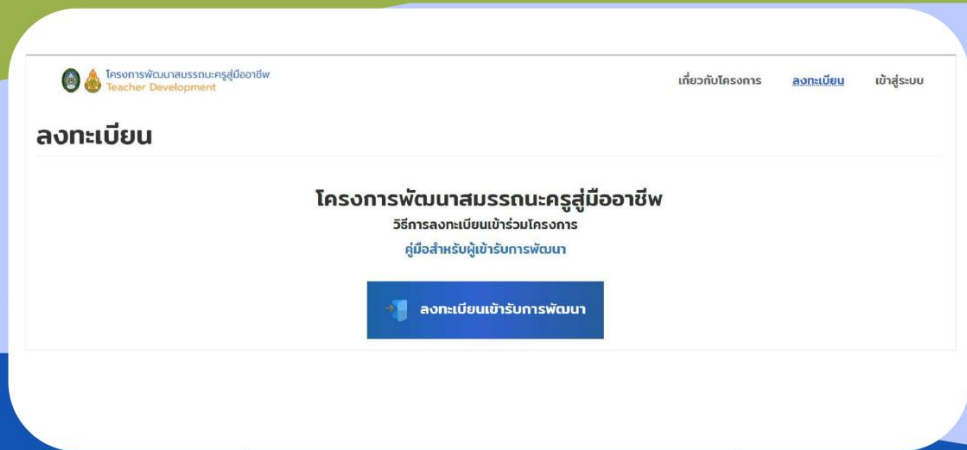 โครงการพัฒนาสมรรถนะครูสู่มืออาชีพ
Teacher Development
เกี่ยวกับโครงการ ลงทะเบียน เข้าสู่ระบบ
ลงทะเบียน
โครงการพัฒนาสมรรถนะครูสู่มืออาชีพ
วิธีการลงทะเบียนเข้าร่วมโครงการ
คู่มือสำหรับผู้เข้ารับการพัฒนา
ลงทะเบียนเข้ารับการพัฒนา